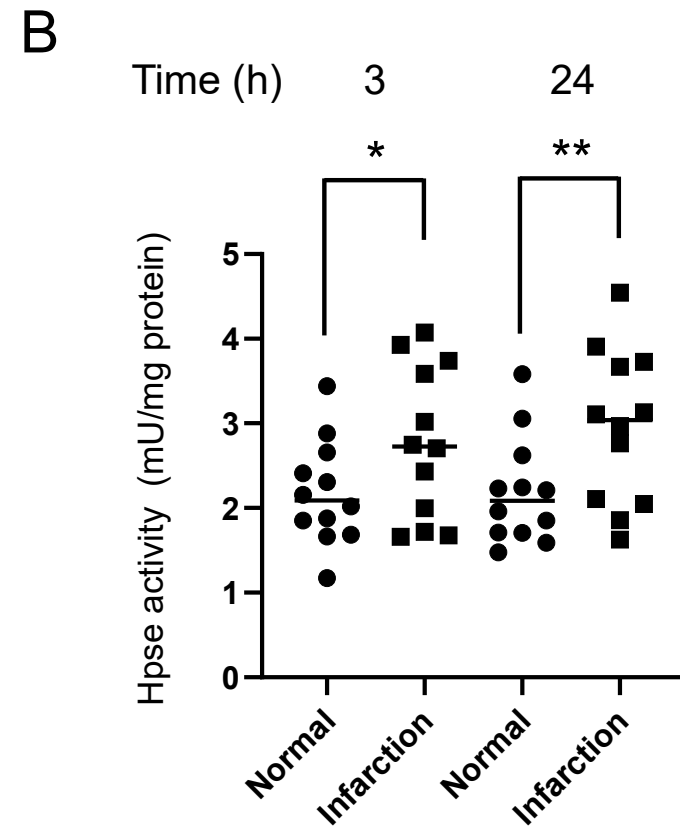 B
Time (h) 3 24
* **
Hpse activity (mU/mg protein)
5
4
3
2
1
0
Normal Infarction Normal Infarction